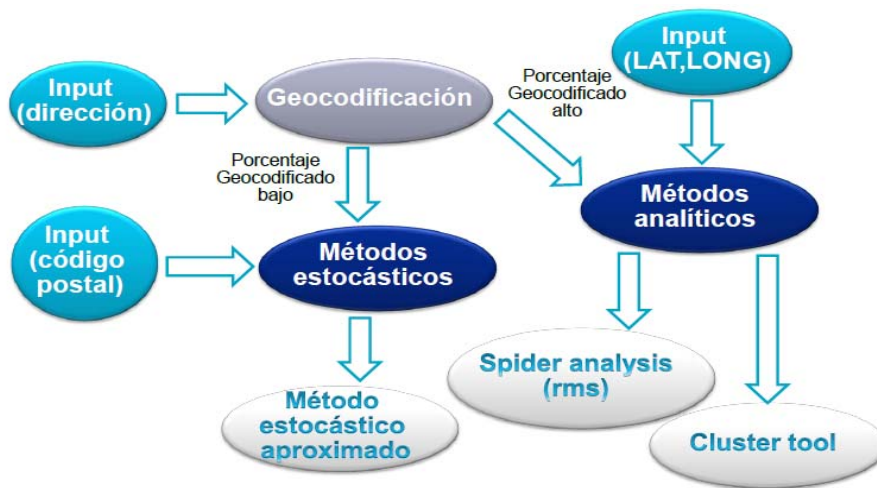 Input
(dirección)
Geocodificación
Porcentaje
Geocodificado
alto
Input
(LAT,LONG)
Porcentaje
Geocodificado
bajo
Métodos
analíticos
Input
(código
postal)
Métodos
estocásticos
Spider analysis
(rms)
Método
estocástico
aproximado
Cluster tool